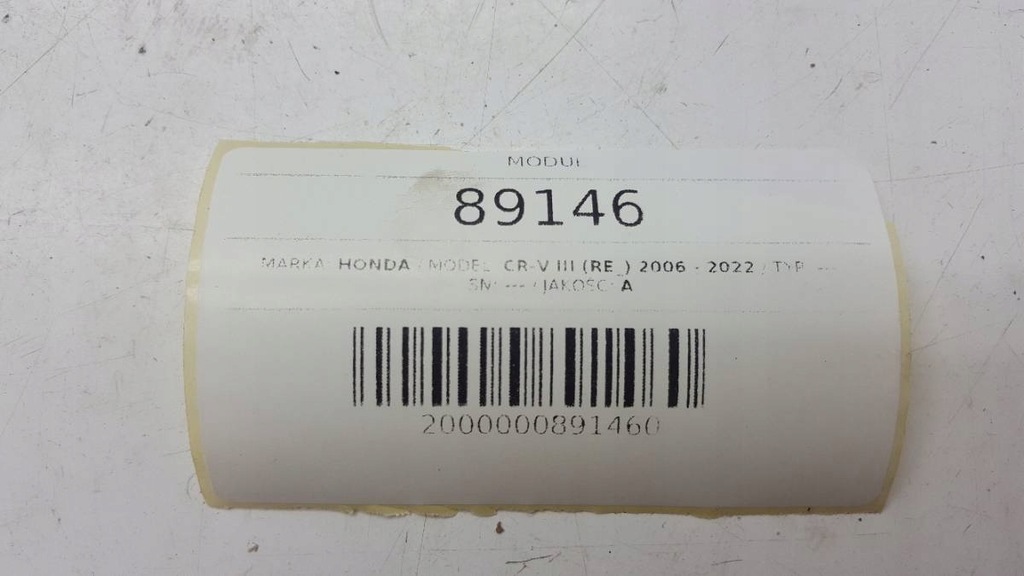 MODUŁ
89146
MARKA: HONDA / MODEL: CR-V III (RE_) 2006 - 2022 / TYP: ---
SN: --- / JAKOŚĆ: A
2000000891460